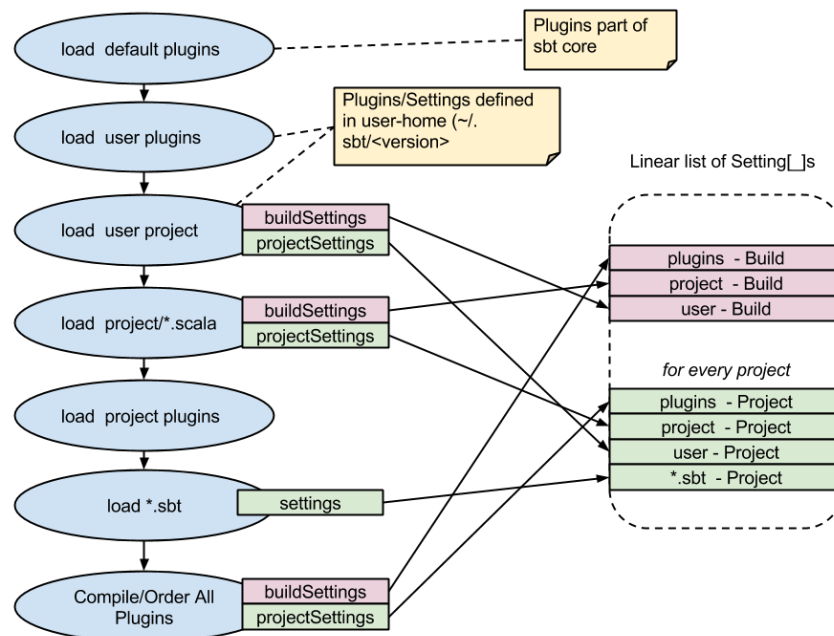 load default plugins
Plugins part of
sbt core
load user plugins
Plugins/Settings defined
in user-home (~/.
sbt/<version>
Linear list of Setting[_]s
load user project
buildSettings
projectSettings
plugins - Build
project - Build
user - Build
load project/*.scala
buildSettings
projectSettings
for every project
plugins - Project
project - Project
user - Project
*.sbt - Project
load project plugins
load *.sbt
settings
Compile/Order All
Plugins
buildSettings
projectSettings